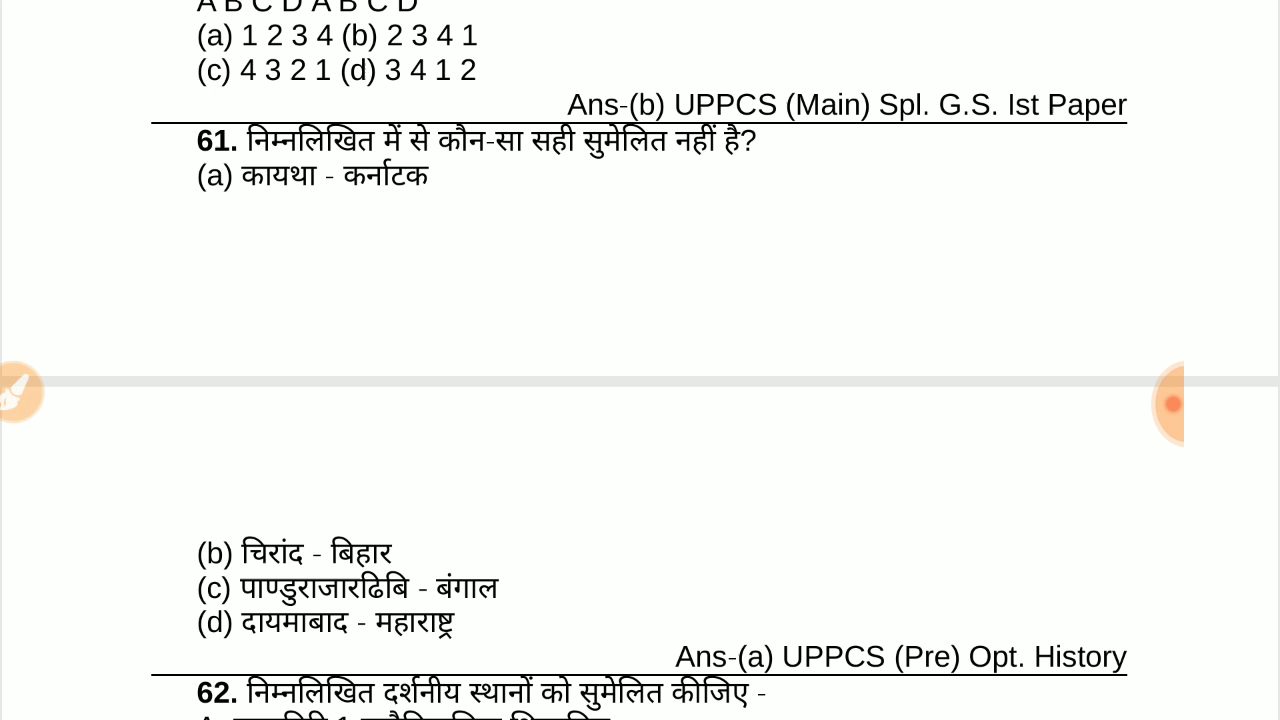 A B C D A B C D
(a) 1 2 3 4 (b) 2 3 4 1
(c) 4 3 2 1 (d) 3 4 1 2
Ans-(b) UPPCS (Main) Spl. G.S. Ist Paper
61. निम्नलिखित में से कौन-सा सही सुमेलित नहीं है?
(a) कायथा - कर्नाटक
(b) चिरांद - बिहार
(c) पाण्डुराजारढिबि - बंगाल
(d) दायमाबाद - महाराष्ट्र
Ans-(a) UPPCS (Pre) Opt. History
62. निम्नलिखित दर्शनीय स्थानों को सुमेलित कीजिए -